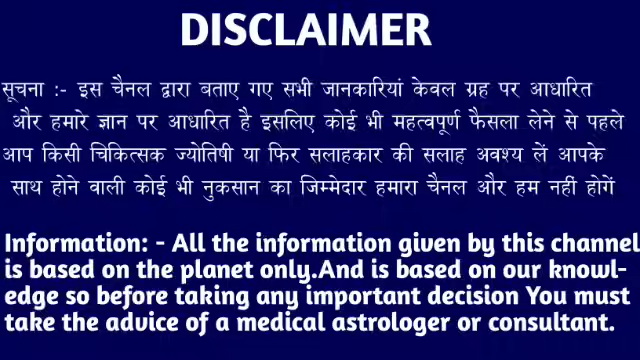 DISCLAIMER
सूचना :- इस चैनल द्वारा बताए गए सभी जानकारियां केवल ग्रह पर आधारित
और हमारे ज्ञान पर आधारित है इसलिए कोई भी महत्वपूर्ण फैसला लेने से पहले
आप किसी चिकित्सक ज्योतिषी या फिर सलाहकार की सलाह अवश्य लें आपके
साथ होने वाली कोई भी नुकसान का जिम्मेदार हमारा चैनल और हम नहीं होगें
Information: - All the information given by this channel
is based on the planet only.And is based on our knowl-
edge so before taking any important decision You must
take the advice of a medical astrologer or consultant.